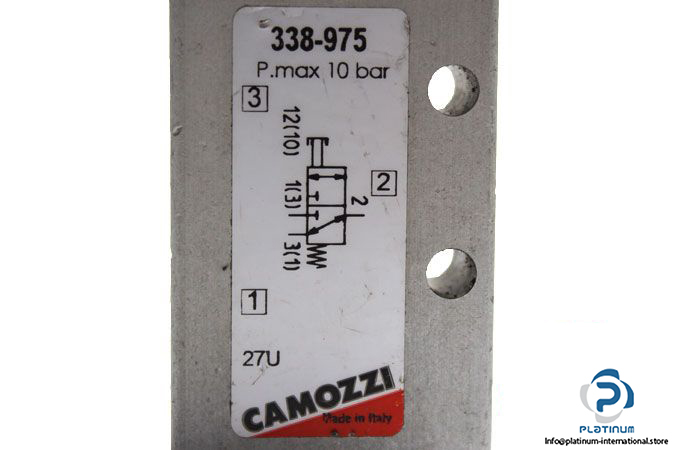 338-975
P.max 10 bar
3
12(10)
1(3)
2
2
3(1)
1
27U
CAMOZZI
Made in Italy
PLATINUM
Info@platinum-international.store